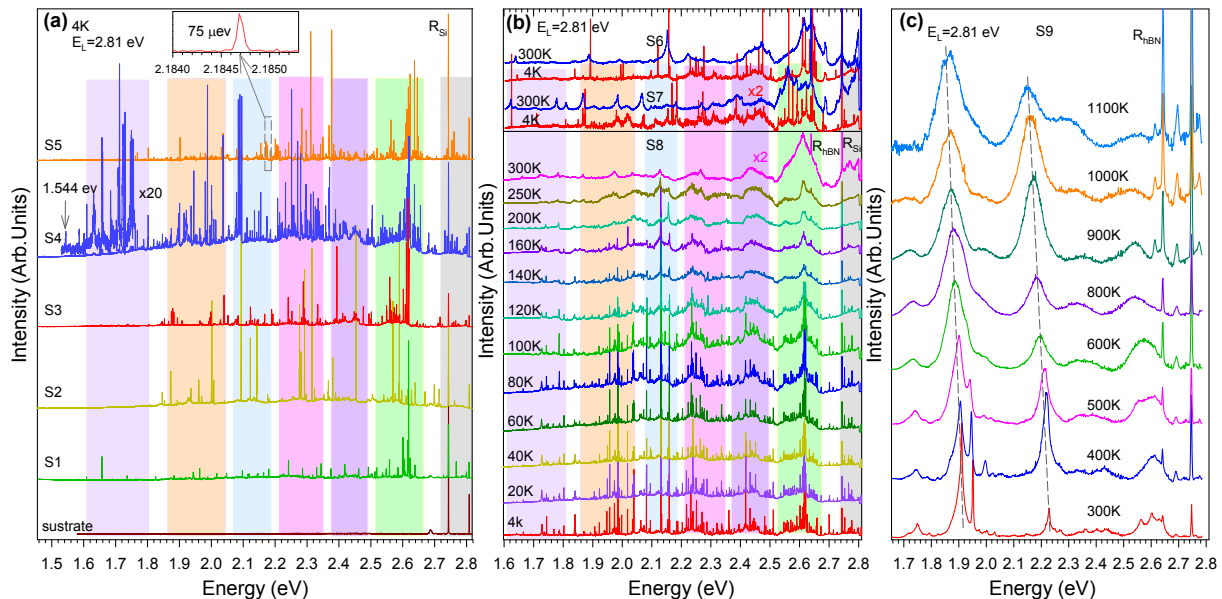 (a)
4K
E_L=2.81 eV
75 μev
2.1840 2.1845 2.1850
R_Si
S5
1.544 ev
x20
S4
S3
S2
S1
sustrate
Intensity (Arb.Units)
1.5 1.6 1.7 1.8 1.9 2.0 2.1 2.2 2.3 2.4 2.5 2.6 2.7 2.8
Energy (eV)
(b)
E_L=2.81 eV
300K S6
4K
300K S7 x2
4K
S8 R_hBN R_Si
300K x2
250K
200K
160K
140K
120K
100K
80K
60K
40K
20K
4k
Intensity (Arb.Units)
1.6 1.7 1.8 1.9 2.0 2.1 2.2 2.3 2.4 2.5 2.6 2.7 2.8
Energy (eV)
(c)
E_L=2.81 eV S9 R_hBN
1100K
1000K
900K
800K
600K
500K
400K
300K
Intensity (Arb.Units)
1.7 1.8 1.9 2.0 2.1 2.2 2.3 2.4 2.5 2.6 2.7 2.8
Energy (eV)